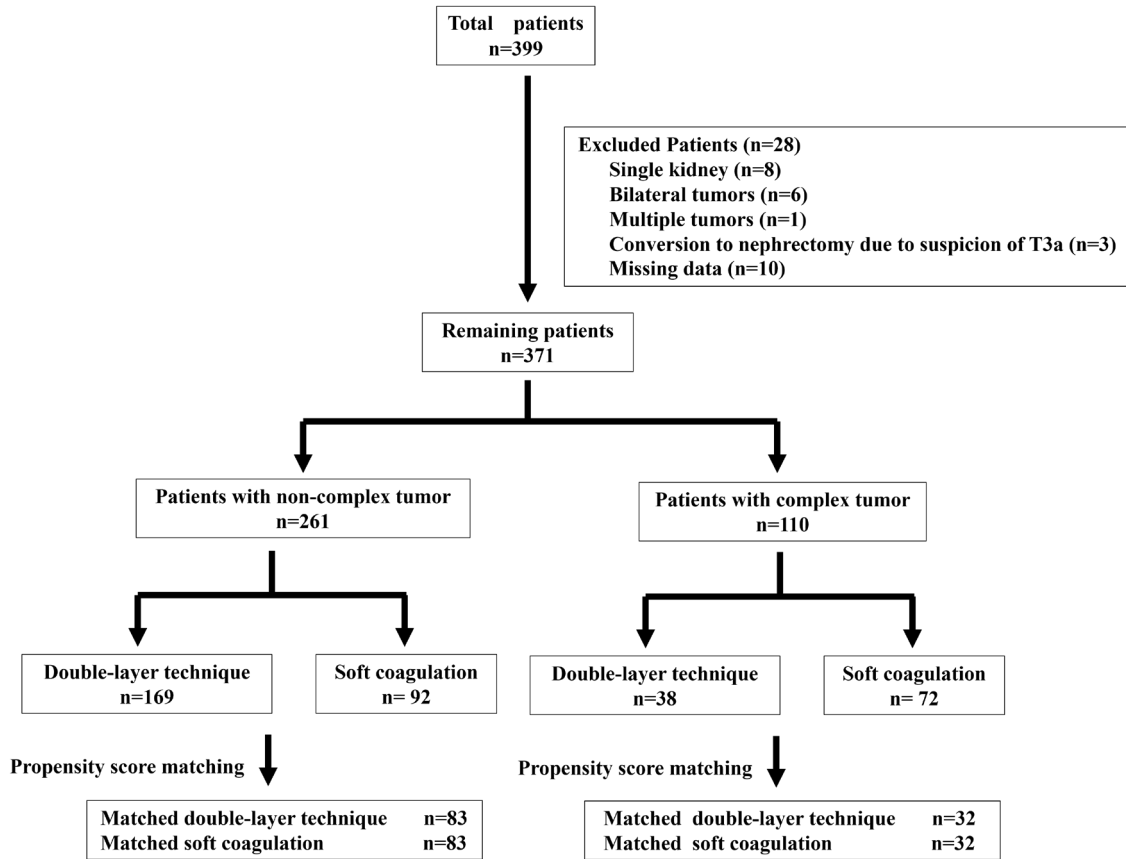 Total patients
n=399
Excluded Patients (n=28)
Single kidney (n=8)
Bilateral tumors (n=6)
Multiple tumors (n=1)
Conversion to nephrectomy due to suspicion of T3a (n=3)
Missing data (n=10)
Remaining patients
n=371
Patients with non-complex tumor
n=261
Patients with complex tumor
n=110
Double-layer technique
n=169
Soft coagulation
n= 92
Double-layer technique
n=38
Soft coagulation
n= 72
Propensity score matching
Propensity score matching
Matched double-layer technique n=83
Matched soft coagulation n=83
Matched double-layer technique n=32
Matched soft coagulation n=32